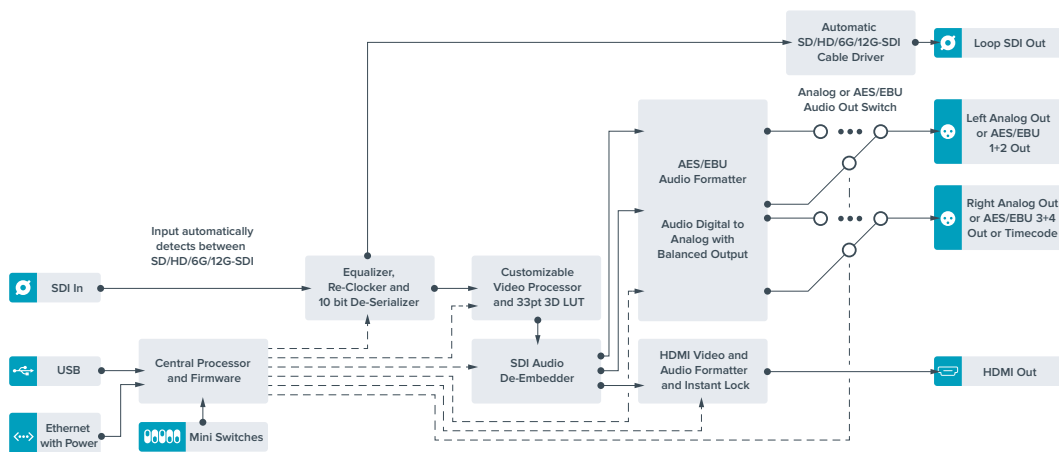 Automatic
SD/HD/6G/12G-SDI
Cable Driver
Loop SDI Out
Analog or AES/EBU
Audio Out Switch
Left Analog Out
or AES/EBU
1+2 Out
AES/EBU
Audio Formatter
Right Analog Out
or AES/EBU 3+4
Out or Timecode
Audio Digital to
Analog with
Balanced Output
Input automatically
detects between
SD/HD/6G/12G-SDI
SDI In
Equalizer,
Re-Clocker and
10 bit De-Serializer
Customizable
Video Processor
and 33pt 3D LUT
USB
Central Processor
and Firmware
SDI Audio
De-Embedder
HDMI Video and
Audio Formatter
and Instant Lock
HDMI Out
Ethernet
with Power
Mini Switches